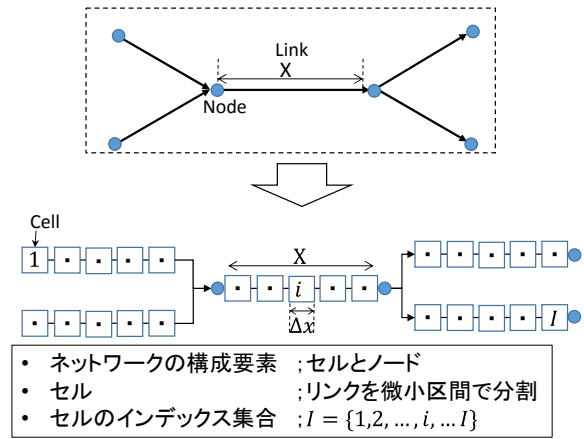 Link
X
Node
Cell
1
X
i
Δx
I
• ネットワークの構成要素 ;セルとノード
• セル ;リンクを微小区間で分割
• セルのインデックス集合 ;I = {1,2, … , i, … I}